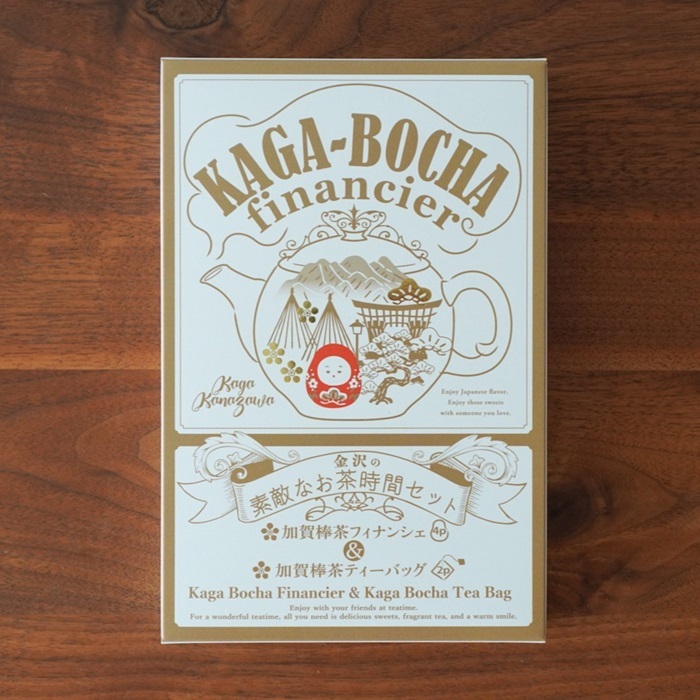 KAGA-BOCHA
financier
Kaga
Kanazawa
Enjoy Japanese flavor.
Enjoy these sweets
with someone you love.
金沢の
素敵なお茶時間セット
加賀棒茶フィナンシェ 4p
&
加賀棒茶ティーバッグ 2p
Kaga Bocha Financier & Kaga Bocha Tea Bag
Enjoy with your friends at teatime.
For a wonderful teatime, all you need is delicious sweets, fragrant tea, and a warm smile.